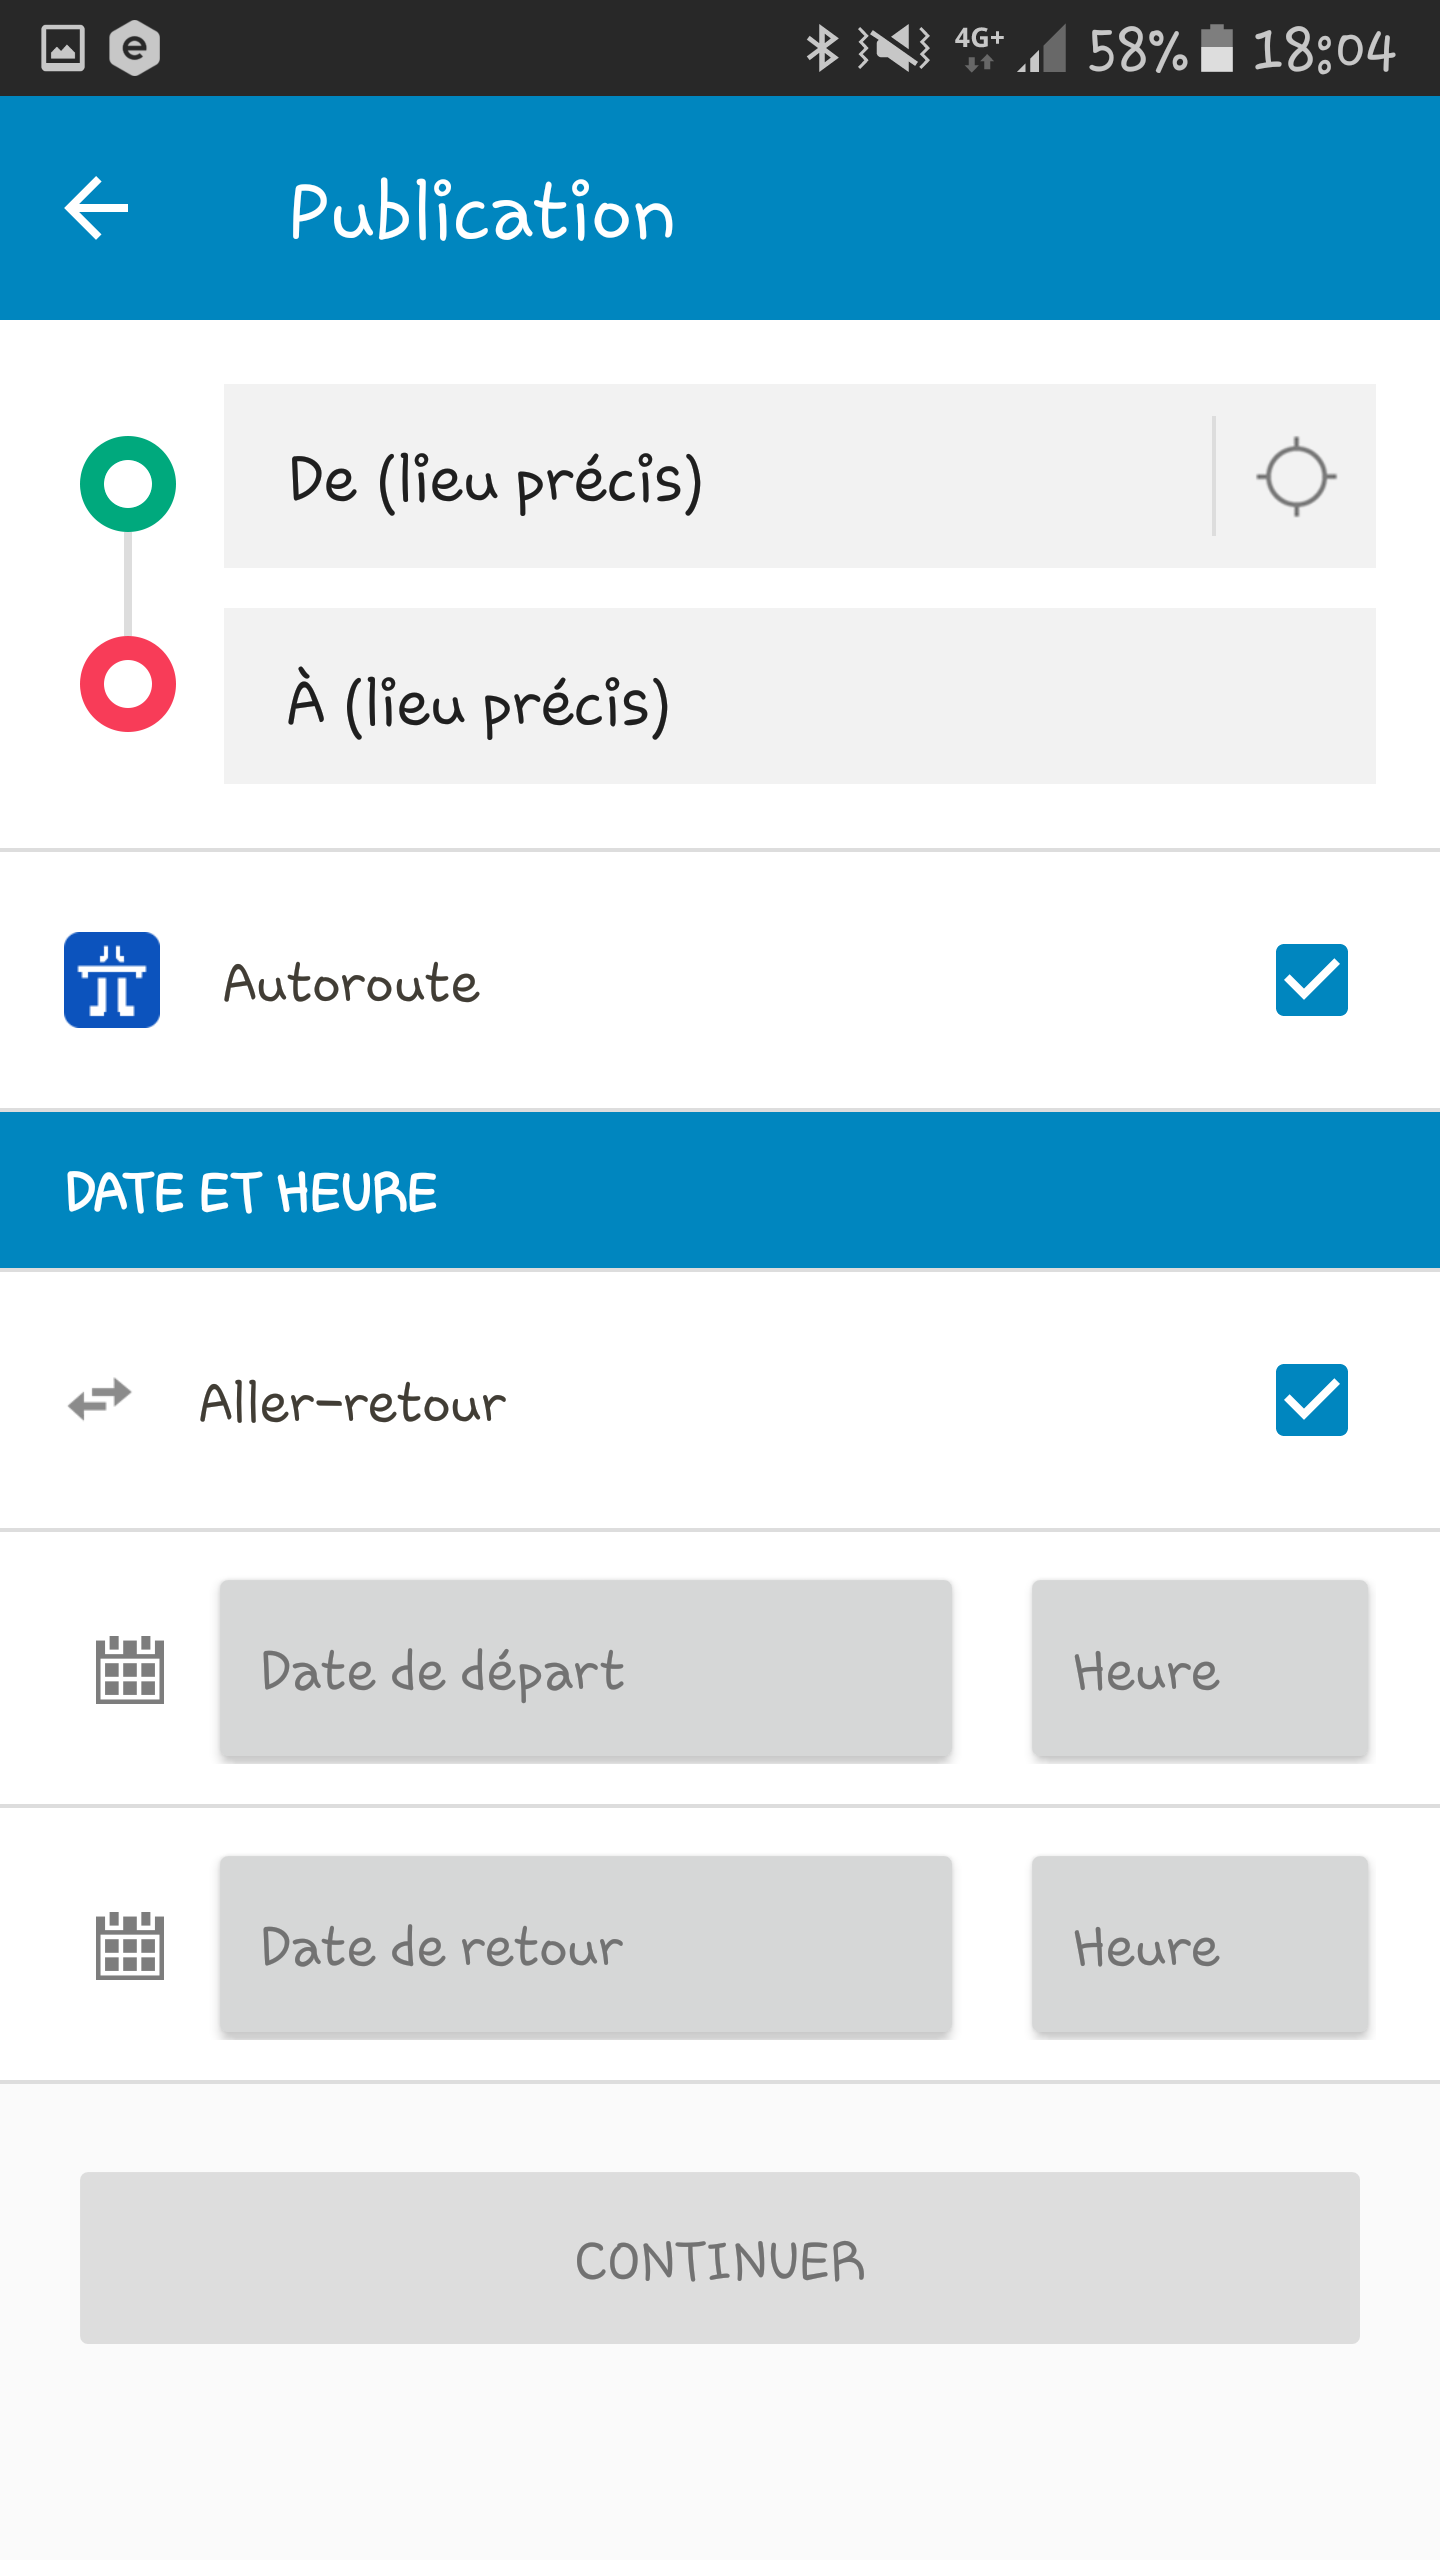 4G+ 58% 18:04
Publication
De (lieu précis)
À (lieu précis)
Autoroute
DATE ET HEURE
Aller-retour
Date de départ Heure
Date de retour Heure
CONTINUER